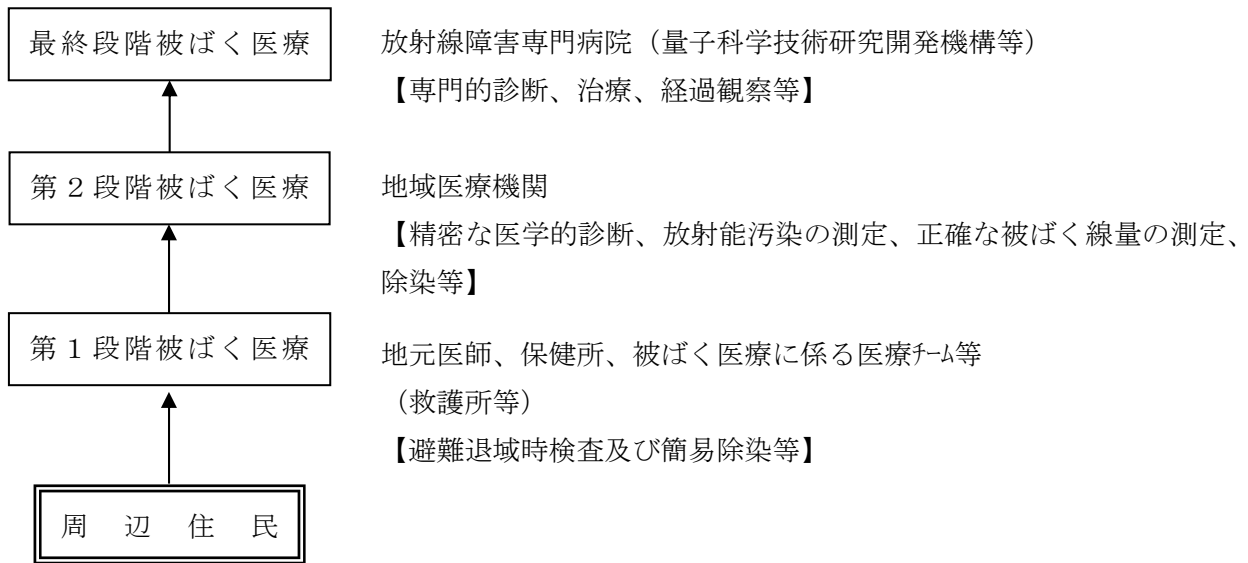 最終段階被ばく医療
放射線障害専門病院（量子科学技術研究開発機構等）
【専門的診断、治療、経過観察等】
第２段階被ばく医療
地域医療機関
【精密な医学的診断、放射能汚染の測定、正確な被ばく線量の測定、
除染等】
第１段階被ばく医療
地元医師、保健所、被ばく医療に係る医療ﾁｰﾑ等
（救護所等）
【避難退域時検査及び簡易除染等】
周　辺　住　民